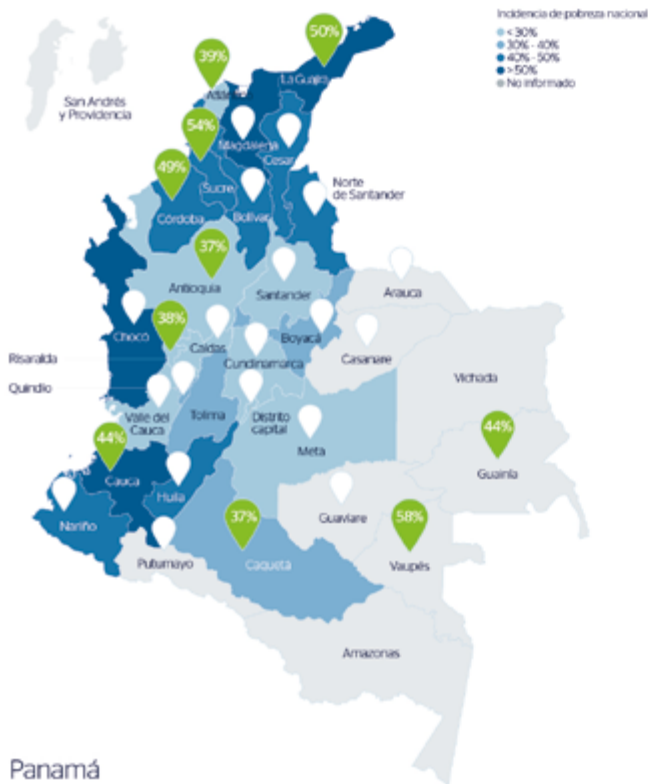 Incidencia de pobreza nacional
<30%
30% - 40%
40% - 50%
>50%
No informado
50%
39%
La Guajira
San Andrés
y Providencia
54%
Magdalena
Cesar
49%
Sucre
Norte
de Santander
Córdoba
Bolívar
37%
Antioquia
Santander
Arauca
38%
Chocó
Boyacá
Caldas
Casanare
Risaralda
Cundinamarca
Vichada
Quindio
Valle del
Cauca
Tolima
Distrito
capital
44%
44%
Meta
Cauca
Guainía
Huila
Nariño
37%
Guaviare
58%
Putumayo
Caquetá
Vaupés
Amazonas
Panamá